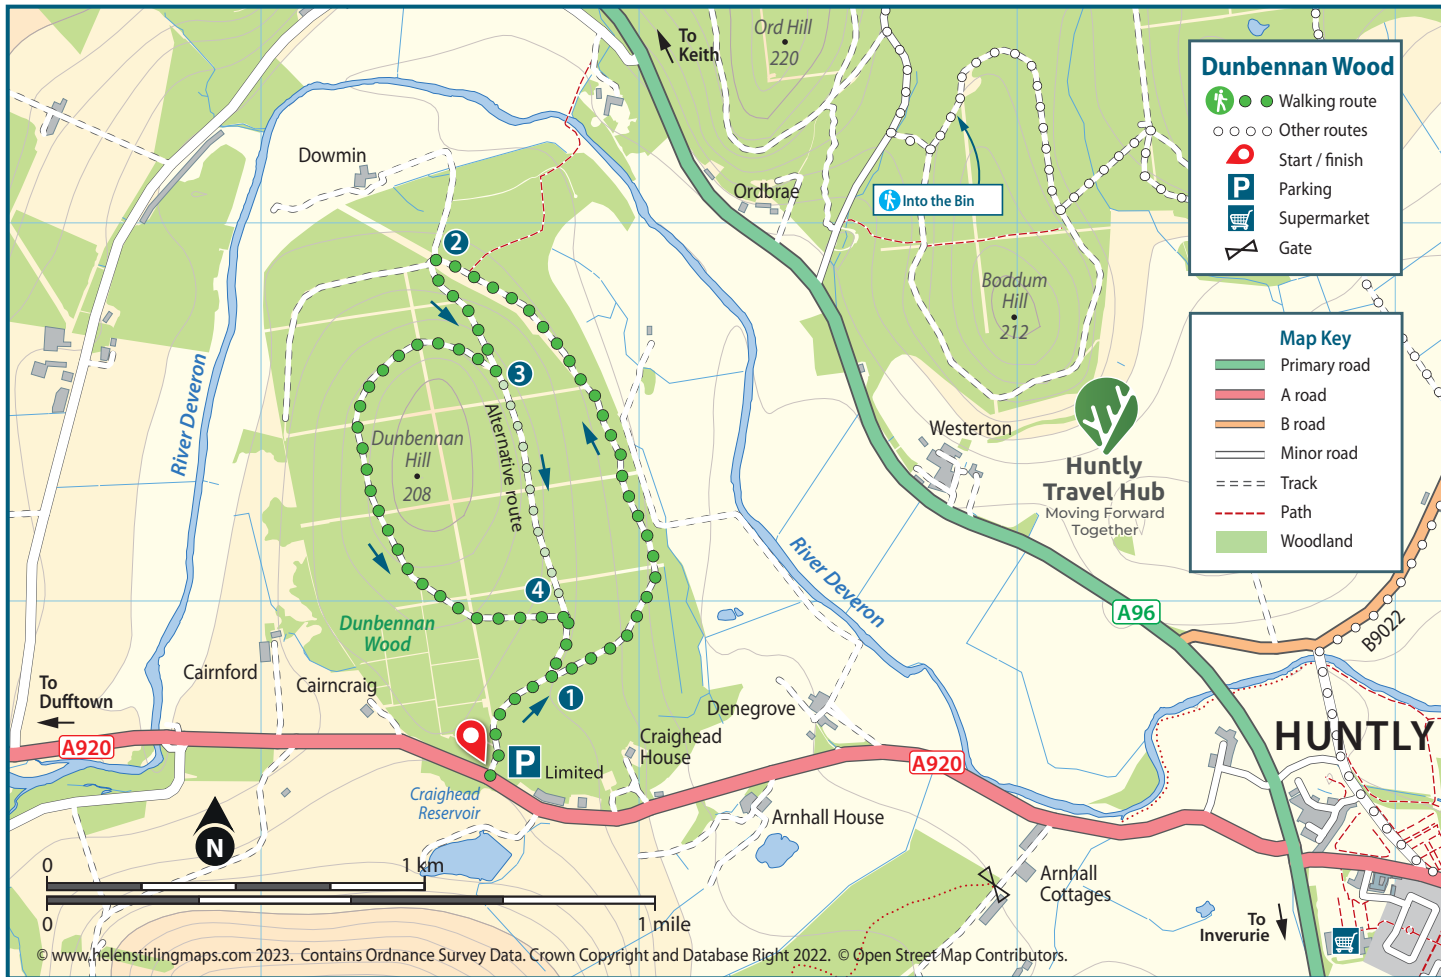 To
Keith
Ord Hill
220
Dunbennan Wood
Walking route
Other routes
Start / finish
P
Parking
Supermarket
Gate
Dowmin
Ordbrae
Into the Bin
2
Boddum
Hill
212
Map Key
Primary road
A road
B road
Minor road
Track
Path
Woodland
River Deveron
3
Alternative route
Dunbennan
Hill
208
Westerton
Huntly
Travel Hub
Moving Forward
Together
River Deveron
4
A96
B9022
Dunbennan
Wood
Cairnford
Cairncraig
1
Denegrove
To
Dufftown
A920
Craighead
House
A920
HUNTLY
P
Limited
Craighead
Reservoir
Arnhall House
N
Arnhall
Cottages
0
1 km
0
1 mile
To
Inverurie
© www.helenstirlingmaps.com 2023. Contains Ordnance Survey Data. Crown Copyright and Database Right 2022. © Open Street Map Contributors.